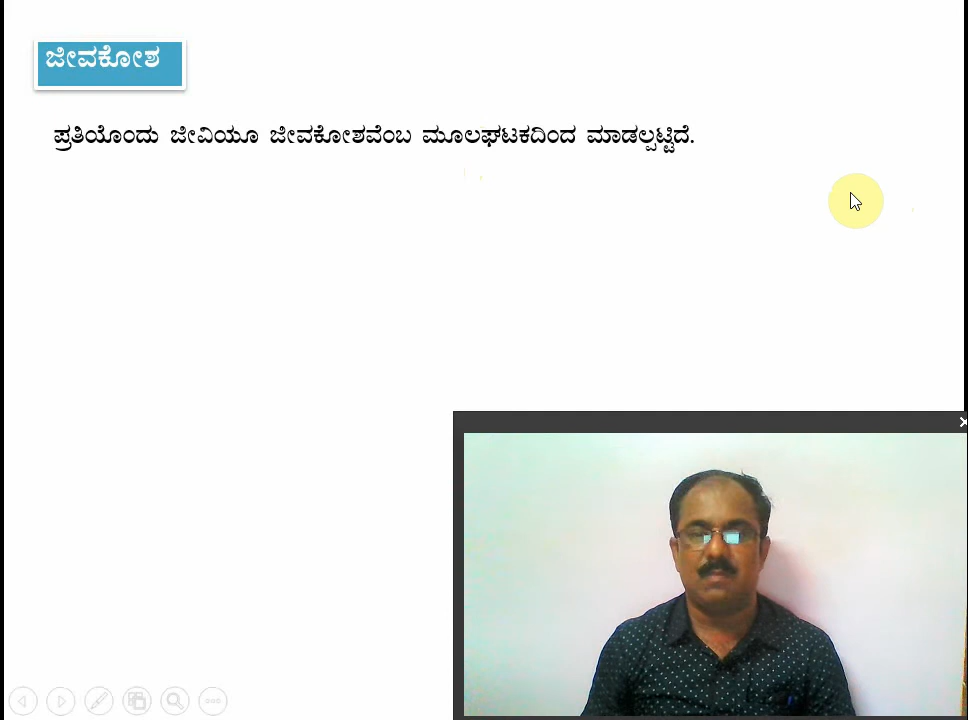 ಜೀವಕೋಶ
ಪ್ರತಿಯೊಂದು ಜೀವಿಯೂ ಜೀವಕೋಶವೆಂಬ ಮೂಲಘಟಕದಿಂದ ಮಾಡಲ್ಪಟ್ಟಿದೆ.